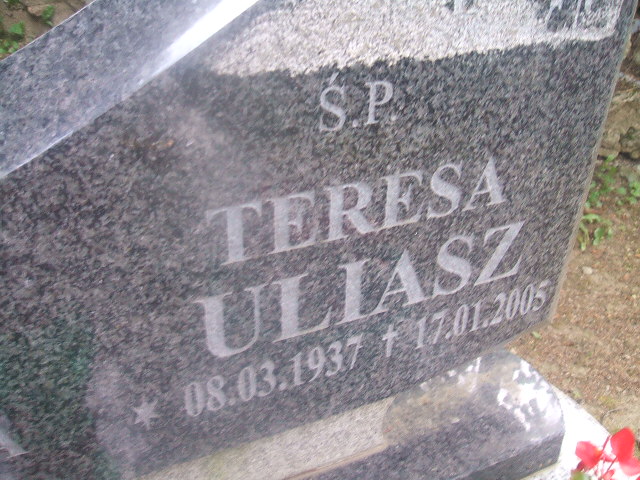 Ś.P.
TERESA
ULIASZ
* 08.03.1937 † 17.01.2005